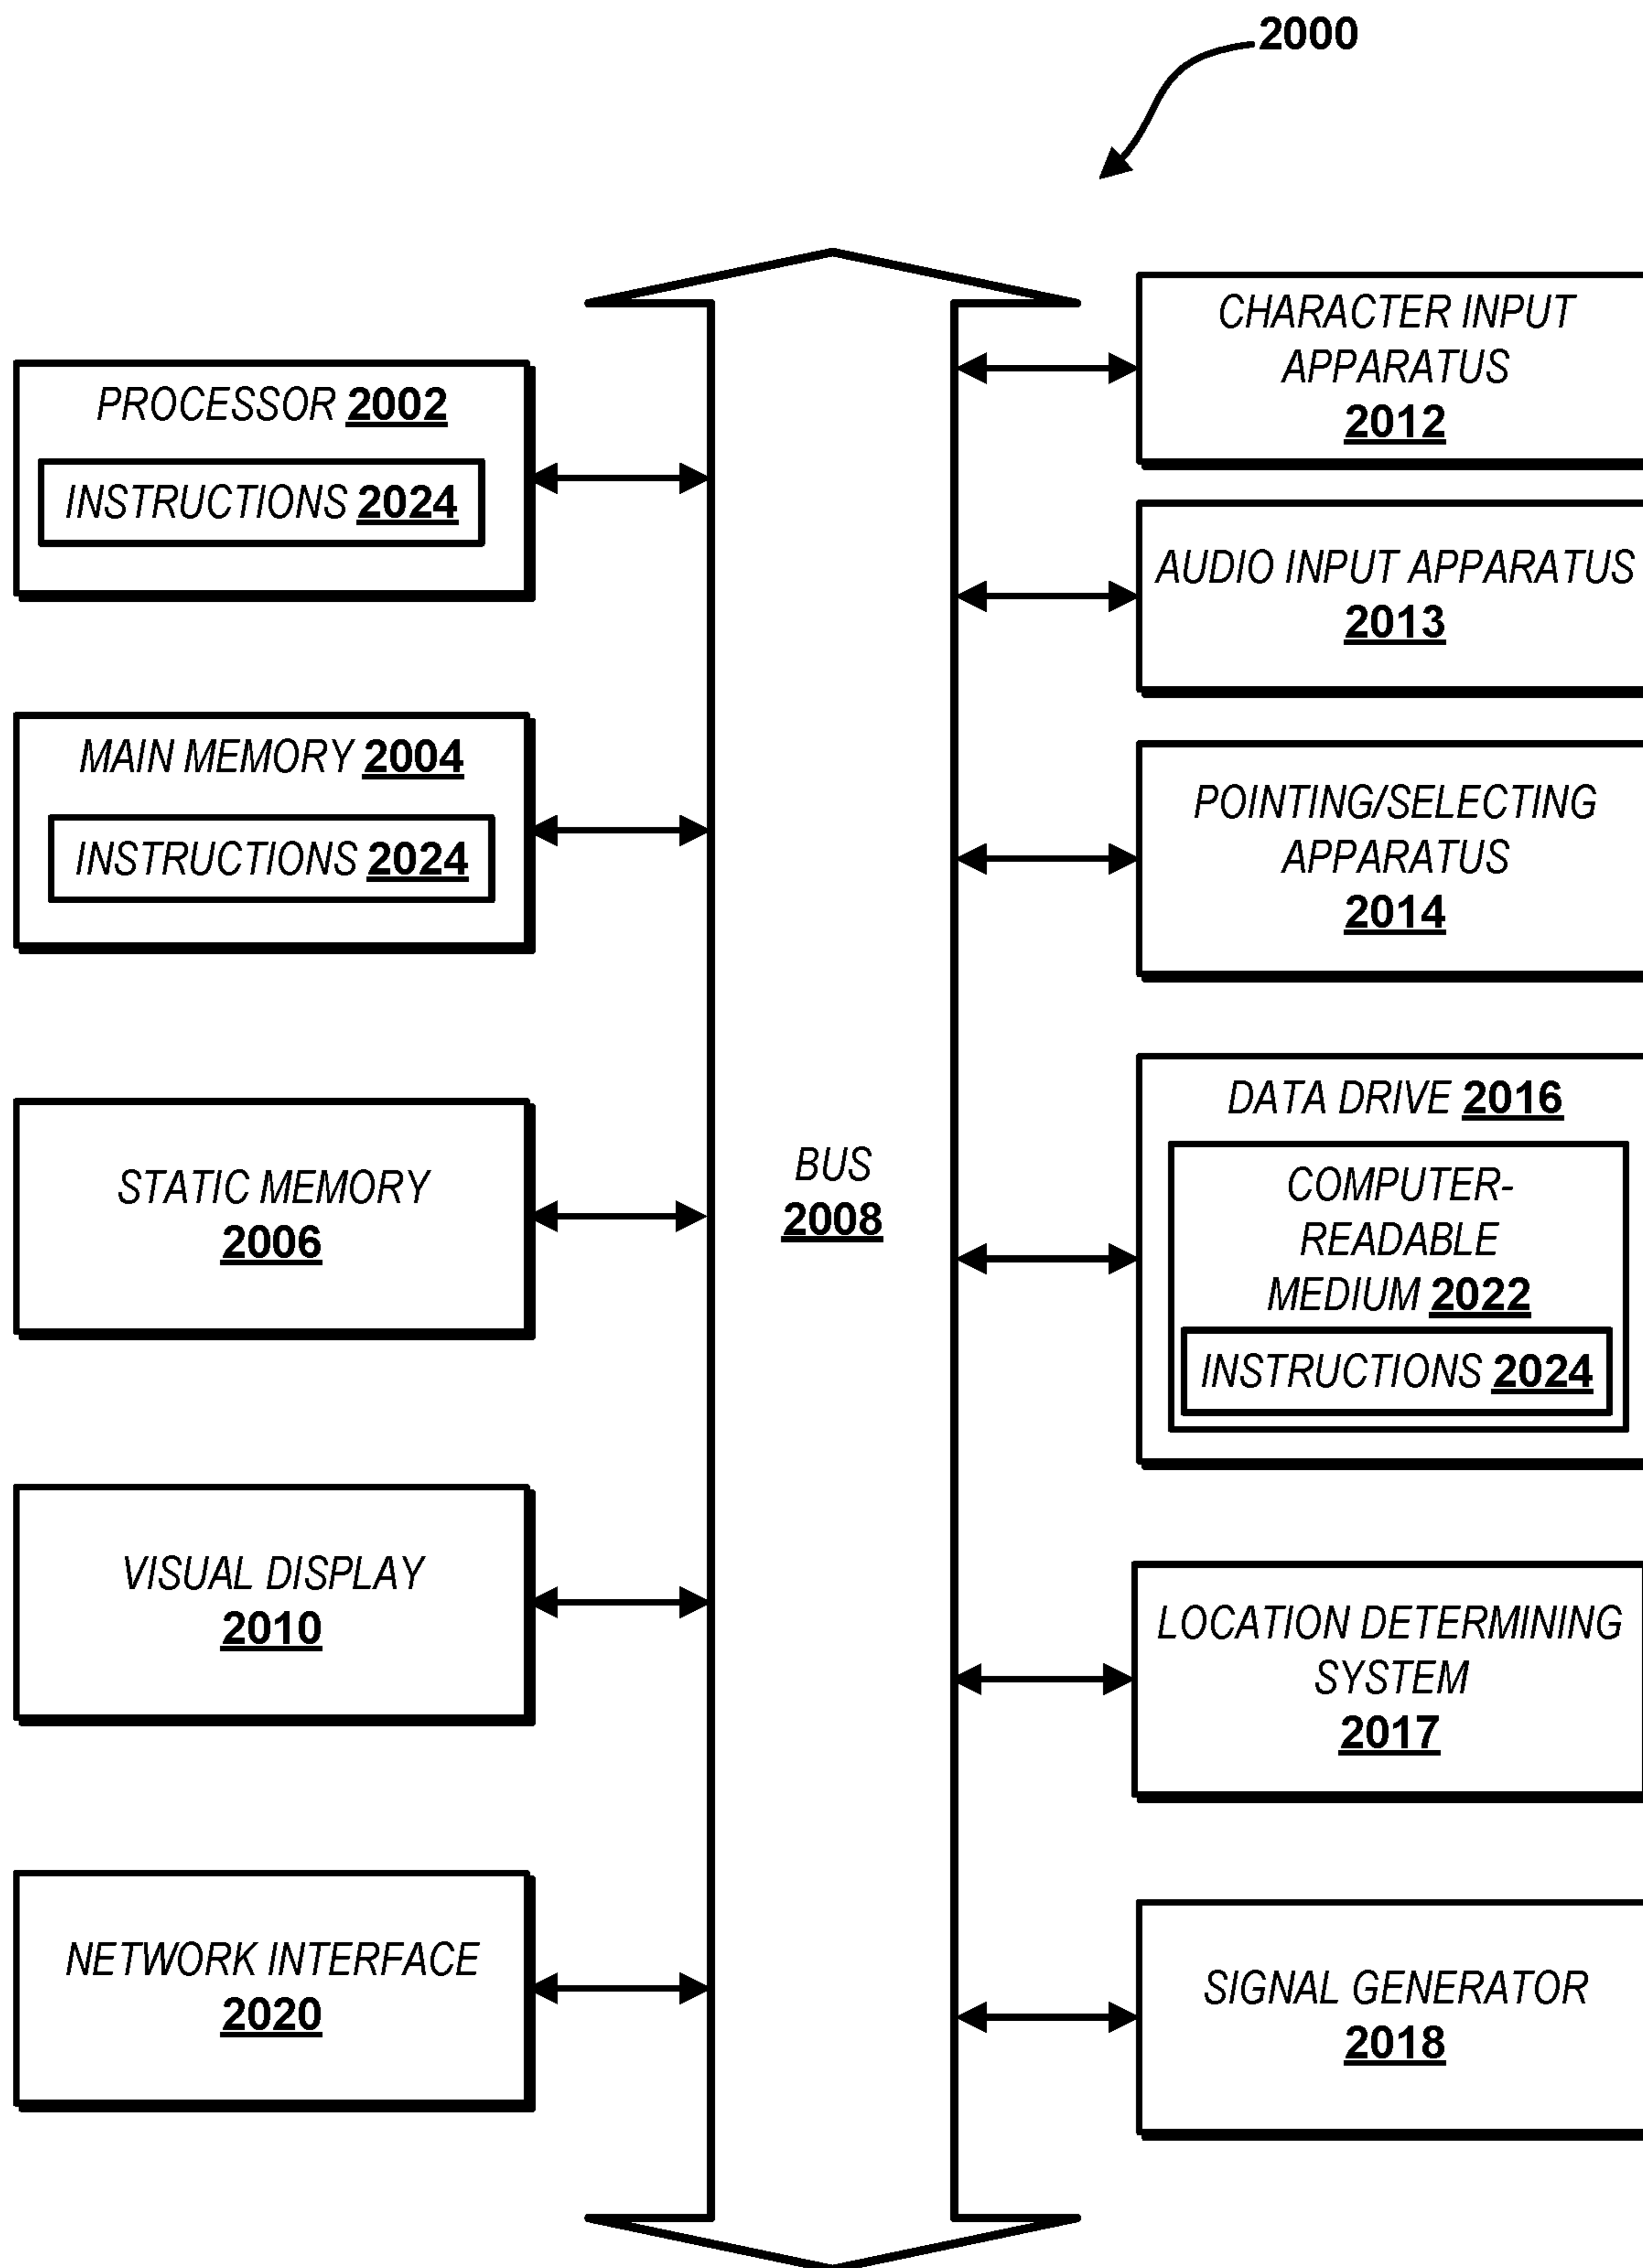 2000
PROCESSOR 2002
INSTRUCTIONS 2024
MAIN MEMORY 2004
INSTRUCTIONS 2024
STATIC MEMORY
2006
VISUAL DISPLAY
2010
NETWORK INTERFACE
2020
BUS
2008
CHARACTER INPUT
APPARATUS
2012
AUDIO INPUT APPARATUS
2013
POINTING/SELECTING
APPARATUS
2014
DATA DRIVE 2016
COMPUTER-
READABLE
MEDIUM 2022
INSTRUCTIONS 2024
LOCATION DETERMINING
SYSTEM
2017
SIGNAL GENERATOR
2018